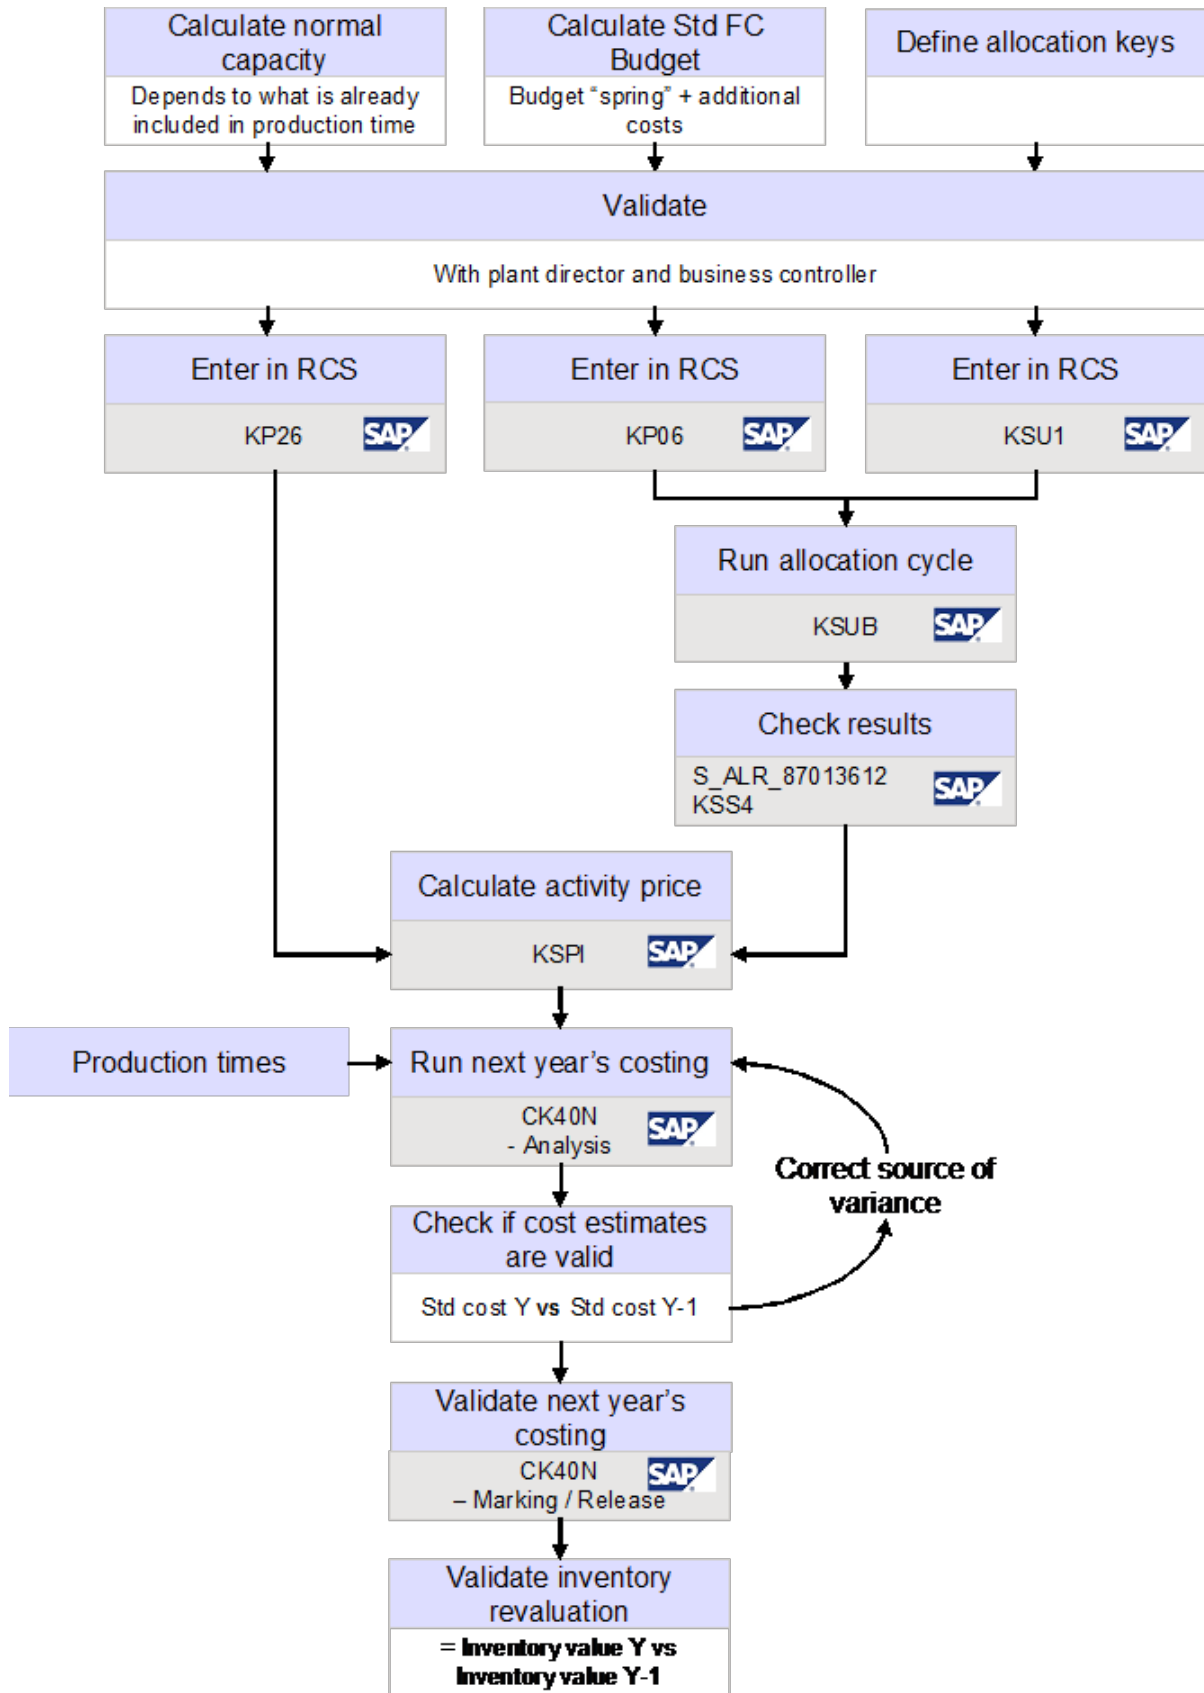 Calculate normal
capacity
Depends to what is already
included in production time
Calculate Std FC
Budget
Budget “spring” + additional
costs
Define allocation keys
Validate
With plant director and business controller
Enter in RCS
KP26
SAP
Enter in RCS
KP06
SAP
Enter in RCS
KSU1
SAP
Run allocation cycle
KSUB
SAP
Check results
S_ALR_87013612
KSS4
SAP
Calculate activity price
KSPI
SAP
Production times
Run next year’s costing
CK40N
- Analysis
SAP
Correct source of
variance
Check if cost estimates
are valid
Std cost Y vs Std cost Y-1
Validate next year’s
costing
CK40N
– Marking / Release
SAP
Validate inventory
revaluation
= Inventory value Y vs
Inventory value Y-1